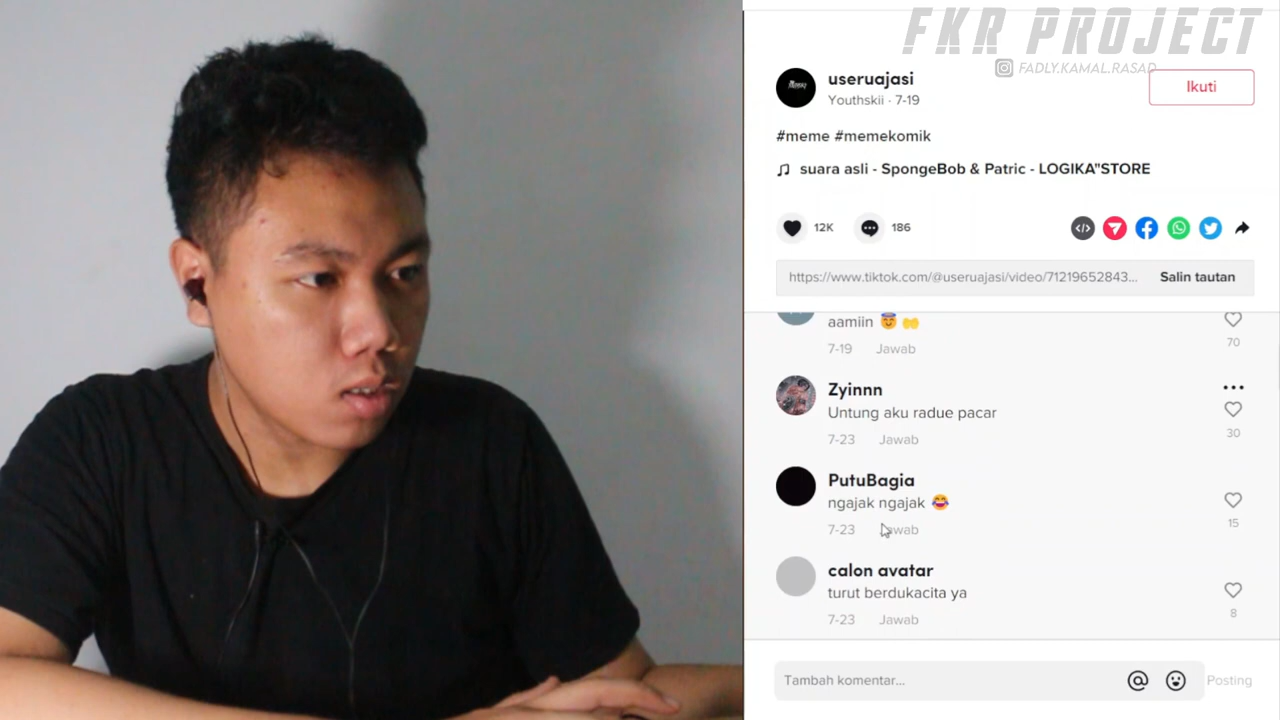 FKR PROJECT
FADLY.KAMAL.RASAD
useruajasi
Youthskii · 7-19
Ikuti
#meme #memekomik
suara asli - SpongeBob & Patric - LOGIKA"STORE
12K
186
https://www.tiktok.com/@useruajasi/video/71219652843...
Salin tautan
aamiin 😇 🤲
7-19 Jawab
70
Zyinnn
Untung aku radue pacar
7-23 Jawab
30
PutuBagia
ngajak ngajak 😂
7-23 Jawab
15
calon avatar
turut berdukacita ya
7-23 Jawab
8
Tambah komentar...
Posting